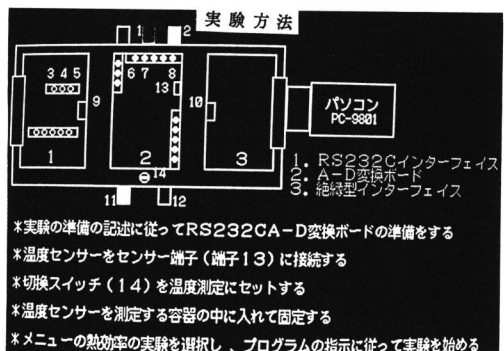 実験方法
1 2
3 4 5
6 7 8
13
9
10
パソコン
PC-9801
1 2 3
14
11 12
1. RS232Cインターフェイス
2. A-D変換ボード
3. 絶縁型インターフェイス
*実験の準備の記述に従ってRS232CA-D変換ボードの準備をする
*温度センサーをセンサー端子(端子13)に接続する
*切換スイッチ(14)を温度測定にセットする
*温度センサーを測定する容器の中に入れて固定する
*メニューの熱効率の実験を選択し、プログラムの指示に従って実験を始める